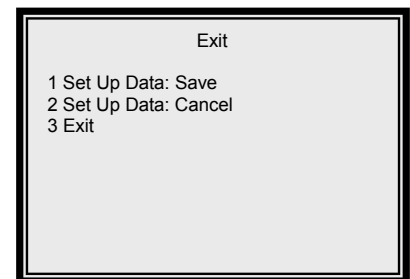 Exit
1 Set Up Data: Save
2 Set Up Data: Cancel
3 Exit